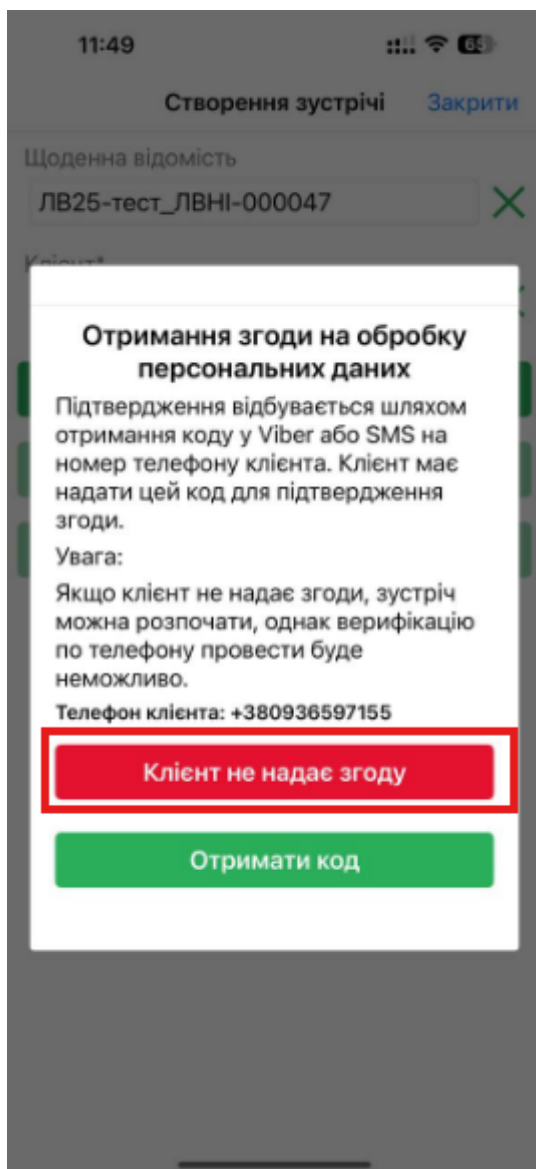 11:49
65
Створення зустрічі Закрити
Щоденна відомість
ЛВ25-тест_ЛВНІ-000047
Клієнт*
Отримання згоди на обробку
персональних даних
Підтвердження відбувається шляхом
отримання коду у Viber або SMS на
номер телефону клієнта. Клієнт має
надати цей код для підтвердження
згоди.
Увага:
Якщо клієнт не надає згоди, зустріч
можна розпочати, однак верифікацію
по телефону провести буде
неможливо.
Телефон клієнта: +380936597155
Клієнт не надає згоду
Отримати код